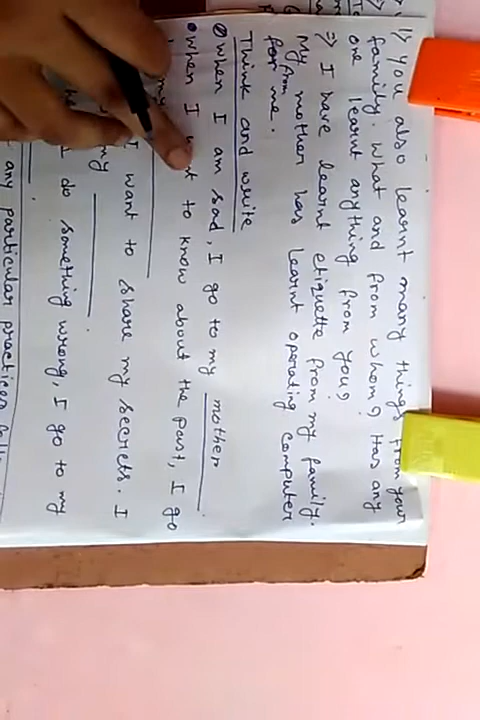 you also learnt many things from your
family. what and from whom? Has any
one learnt anything from you?
⇒ I have learnt etiquette from my family.
My mother has learnt operating computer
from
for me.
Think and write
when I am sad, I go to my mother
• when I want to know about the past, I go
my
I want to share my secrets. I
my
I do something wrong, I go to my
any particular practices